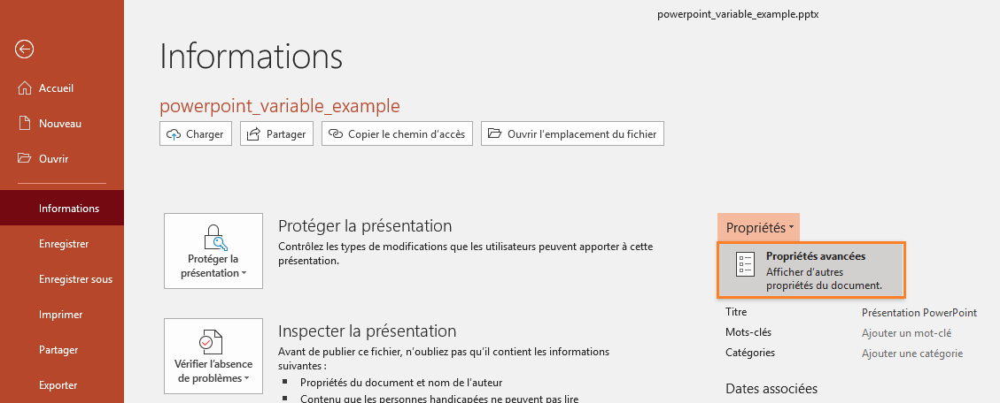 powerpoint_variable_example.pptx
Accueil
Nouveau
Ouvrir
Informations
Enregistrer
Enregistrer sous
Imprimer
Partager
Exporter
Informations
powerpoint_variable_example
Charger
Partager
Copier le chemin d'accès
Ouvrir l'emplacement du fichier
Protéger la
présentation
Protéger la présentation
Contrôlez les types de modifications que les utilisateurs peuvent apporter à cette
présentation.
Vérifier l'absence
de problèmes
Inspecter la présentation
Avant de publier ce fichier, n'oubliez pas qu'il contient les informations
suivantes :
Propriétés du document et nom de l'auteur
Contenu que les personnes handicapées ne peuvent pas lire
Propriétés
Propriétés avancées
Afficher d'autres
propriétés du document.
Titre Présentation PowerPoint
Mots-clés Ajouter un mot-clé
Catégories Ajouter une catégorie
Dates associées